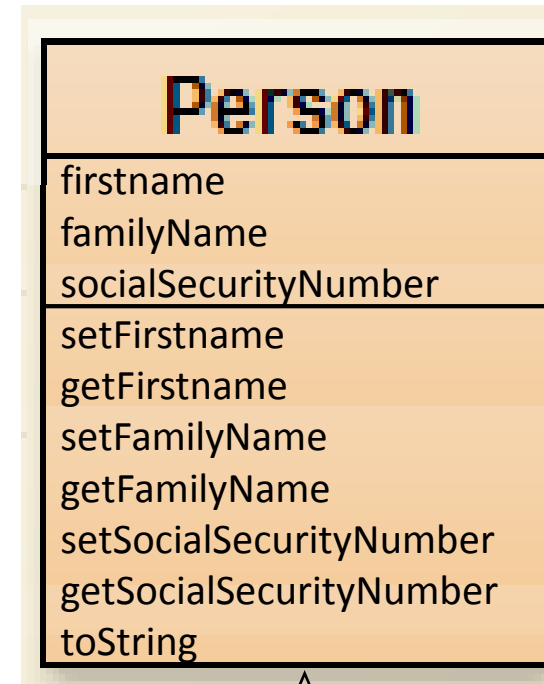 Person
firstname
familyName
socialSecurityNumber
setFirstname
getFirstname
setFamilyName
getFamilyName
setSocialSecurityNumber
getSocialSecurityNumber
toString